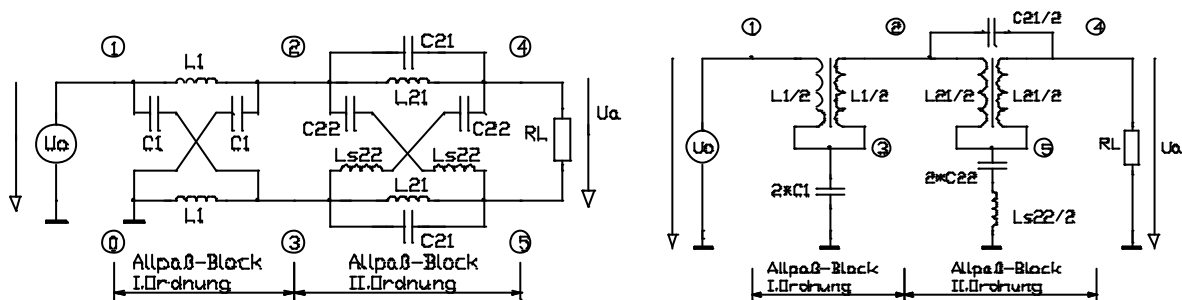 1
2
4
C21
L1
L21
C1
C1
C22
C22
Uo
Ua
RL
Ls22
Ls22
L21
L1
C21
0
3
5
Allpaß-Block
I.Ordnung
Allpaß-Block
II.Ordnung
1
2
C21/2
4
L1/2
L1/2
L21/2
L21/2
3
5
Uo
RL
Ua
2*C1
2*C22
Ls22/2
Allpaß-Block
I.Ordnung
Allpaß-Block
II.Ordnung